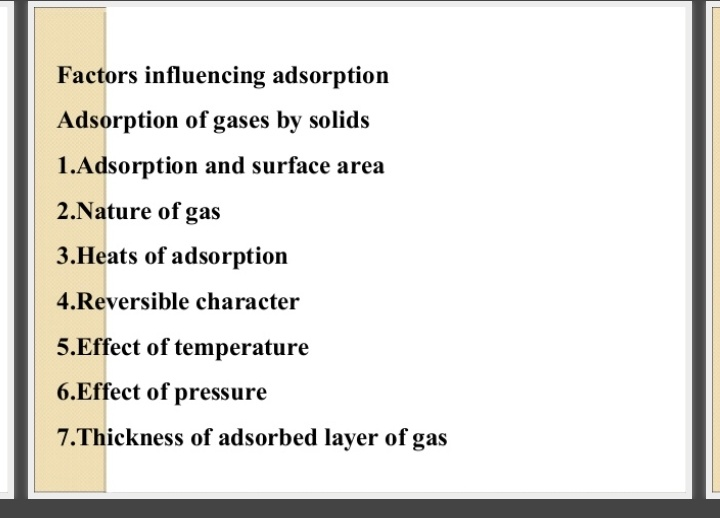 Factors influencing adsorption
Adsorption of gases by solids
1.Adsorption and surface area
2.Nature of gas
3.Heats of adsorption
4.Reversible character
5.Effect of temperature
6.Effect of pressure
7.Thickness of adsorbed layer of gas